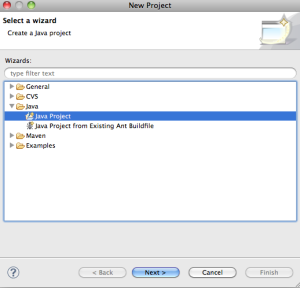 New Project
Select a wizard
Create a Java project
Wizards:
type filter text
General
CVS
Java
Java Project
Java Project from Existing Ant Buildfile
Maven
Examples
?
< Back
Next >
Cancel
Finish